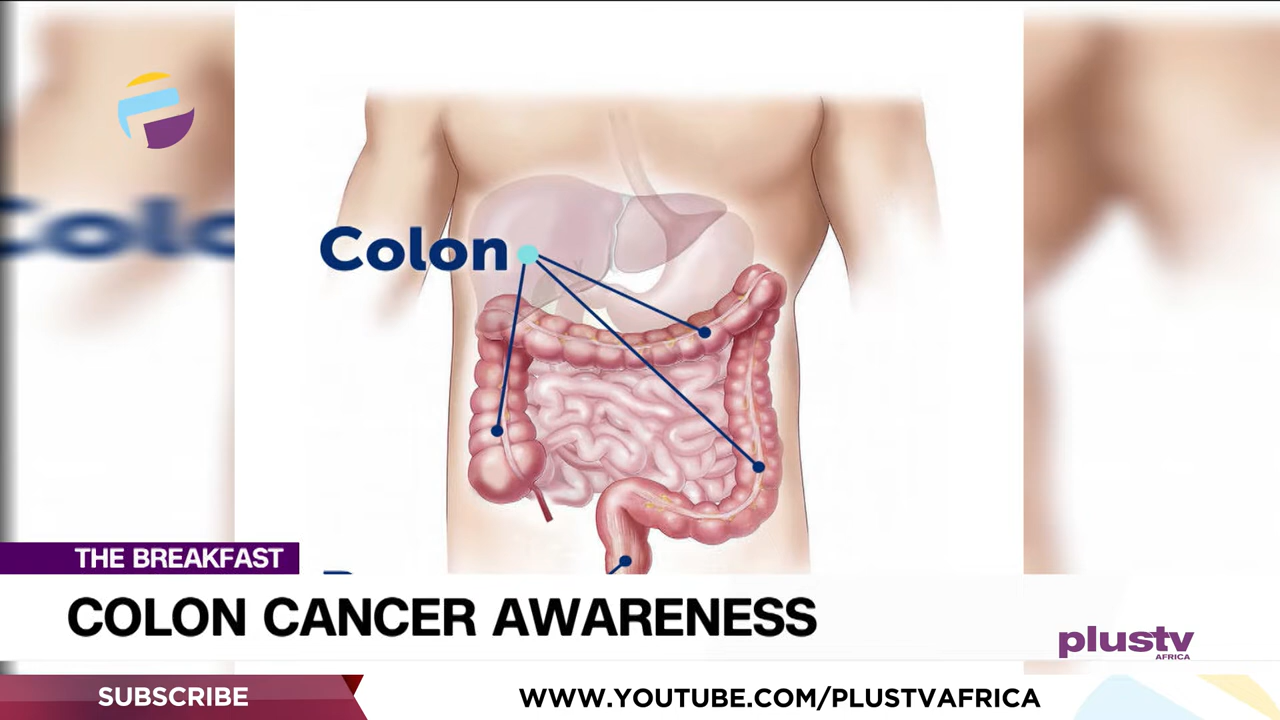 Colon
THE BREAKFAST
COLON CANCER AWARENESS
plustv
AFRICA
SUBSCRIBE
WWW.YOUTUBE.COM/PLUSTVAFRICA